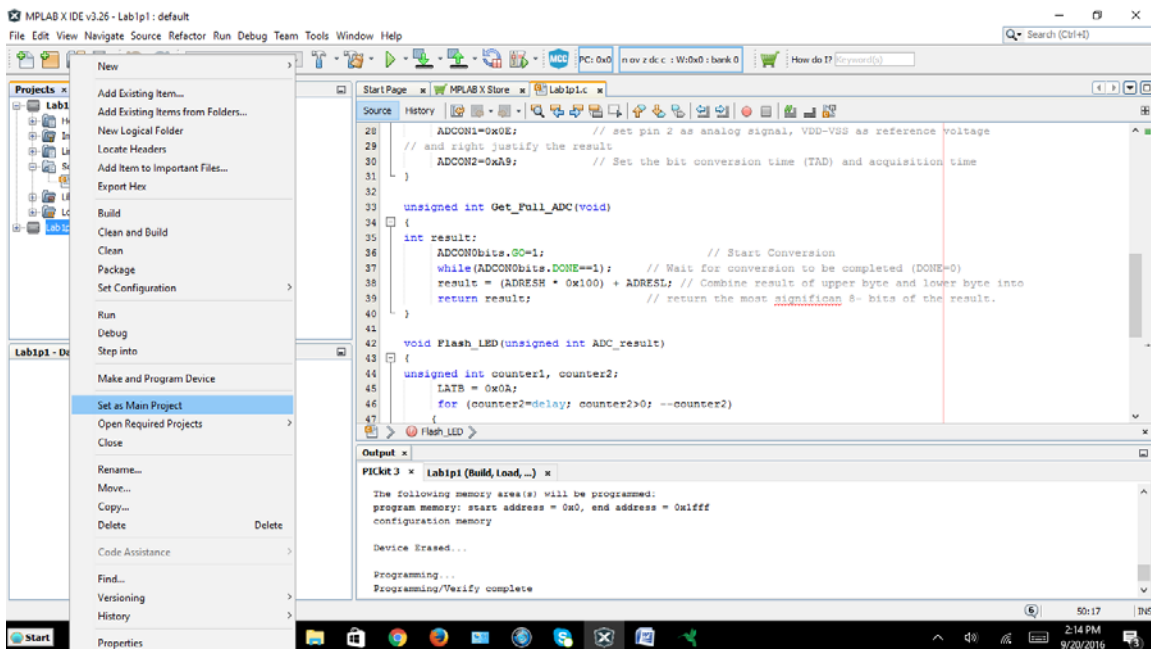 MPLAB X IDE v3.26 - Lab1p1 : default
File Edit View Navigate Source Refactor Run Debug Team Tools Window Help
Search (Ctrl+I)
MCC PC: 0x0 n ov z dc c : W:0x0 : bank 0 How do I? (Keyword(s)
Projects x
New
Add Existing Item...
Add Existing Items from Folders...
New Logical Folder
Locate Headers
Add Item to Important Files...
Export Hex
Build
Clean and Build
Clean
Package
Set Configuration
Run
Debug
Step into
Make and Program Device
Set as Main Project
Open Required Projects
Close
Rename...
Move...
Copy...
Delete Delete
Code Assistance
Find...
Versioning
History
Properties
Start Page x MPLAB X Store x Lab1p1.c x
Source History
28 ADCON1=0x0E; // set pin 2 as analog signal, VDD-VSS as reference voltage
29 // and right justify the result
30 ADCON2=0xA9; // Set the bit conversion time (TAD) and acquisition time
31 }
32
33 unsigned int Get_Full_ADC(void)
34 {
35 int result;
36 ADCON0bits.GO=1; // Start Conversion
37 while(ADCON0bits.DONE==1); // Wait for conversion to be completed (DONE=0)
38 result = (ADRESH * 0x100) + ADRESL; // Combine result of upper byte and lower byte into
39 return result; // return the most significan 8- bits of the result.
40 }
41
42 void Flash_LED(unsigned int ADC_result)
43 {
44 unsigned int counter1, counter2;
45 LATB = 0x0A;
46 for (counter2=delay; counter2>0; --counter2)
47 {
Flash_LED
Output x
PICkit 3 x Lab1p1 (Build, Load, ...) x
The following memory area(s) will be programmed:
program memory: start address = 0x0, end address = 0x1fff
configuration memory
Device Erased...
Programming...
Programming/Verify complete
6 50:17 INS
Start
2:14 PM
9/20/2016
3